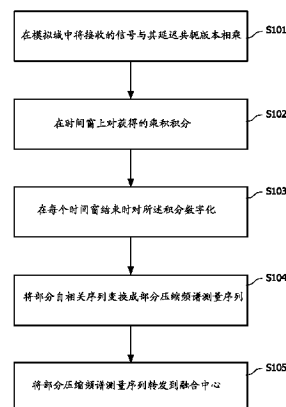 S101
在模拟域中将接收的信号与其延迟共轭版本相乘
S102
在时间窗上对获得的乘积积分
S103
在每个时间窗结束时对所述积分数字化
S104
将部分自相关序列变换成部分压缩频谱测量序列
S105
将部分压缩频谱测量序列转发到融合中心